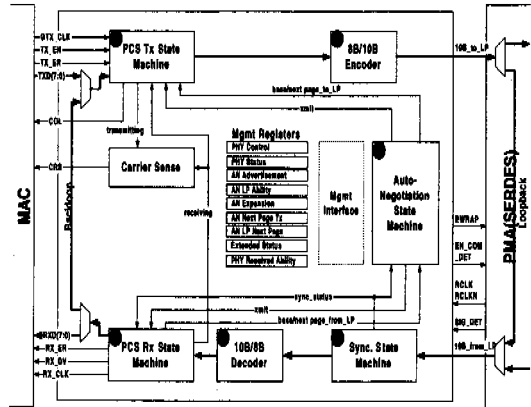 GTX_CLK
TX_EN
TX_ER
TXD(7:0)
COL
CRS
RXD(7:0)
RX_ER
RX_DV
RX_CLK
MAC
Backloop
PCS Tx State
Machine
8B/10B
Encoder
10B_to_LP
base/next page_to_LP
xmit
transmitting
Carrier Sense
receiving
Mgmt Registers
PHY Control
PHY Status
AN Advertisement
AN LP Ability
AN Expansion
AN Next Page Tx
AN LP Next Page
Extended Status
PHY Received Ability
Mgmt
Interface
Auto-
Negotiation State
Machine
EWRAP
EN_COM
_DET
RCLK
RCLKN
SIG_DET
10B_from_LP
PMA(SERDES)
Loopback
sync_status
xmit
base/next page_from_LP
PCS Rx State
Machine
10B/8B
Decoder
Sync. State
Machine